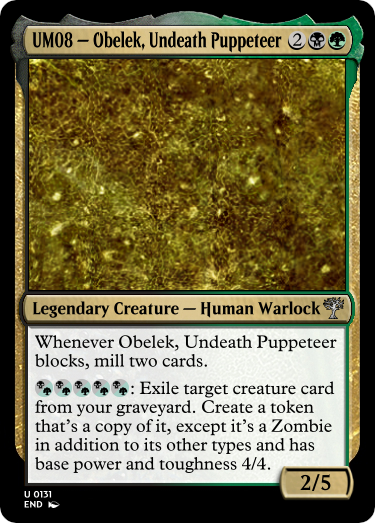 UM08 – Obelek, Undeath Puppeteer 2
Legendary Creature — Human Warlock
Whenever Obelek, Undeath Puppeteer
blocks, mill two cards.
: Exile target creature card
from your graveyard. Create a token
that's a copy of it, except it's a Zombie
in addition to its other types and has
base power and toughness 4/4.
2/5
U 0131
END